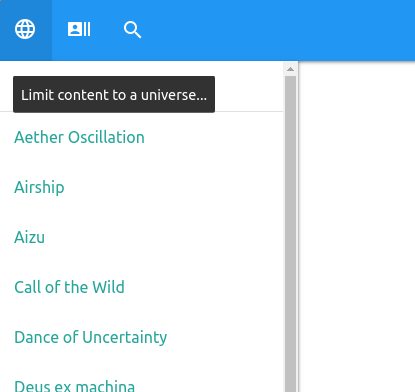 Limit content to a universe...
Aether Oscillation
Airship
Aizu
Call of the Wild
Dance of Uncertainty
Deus ex machina